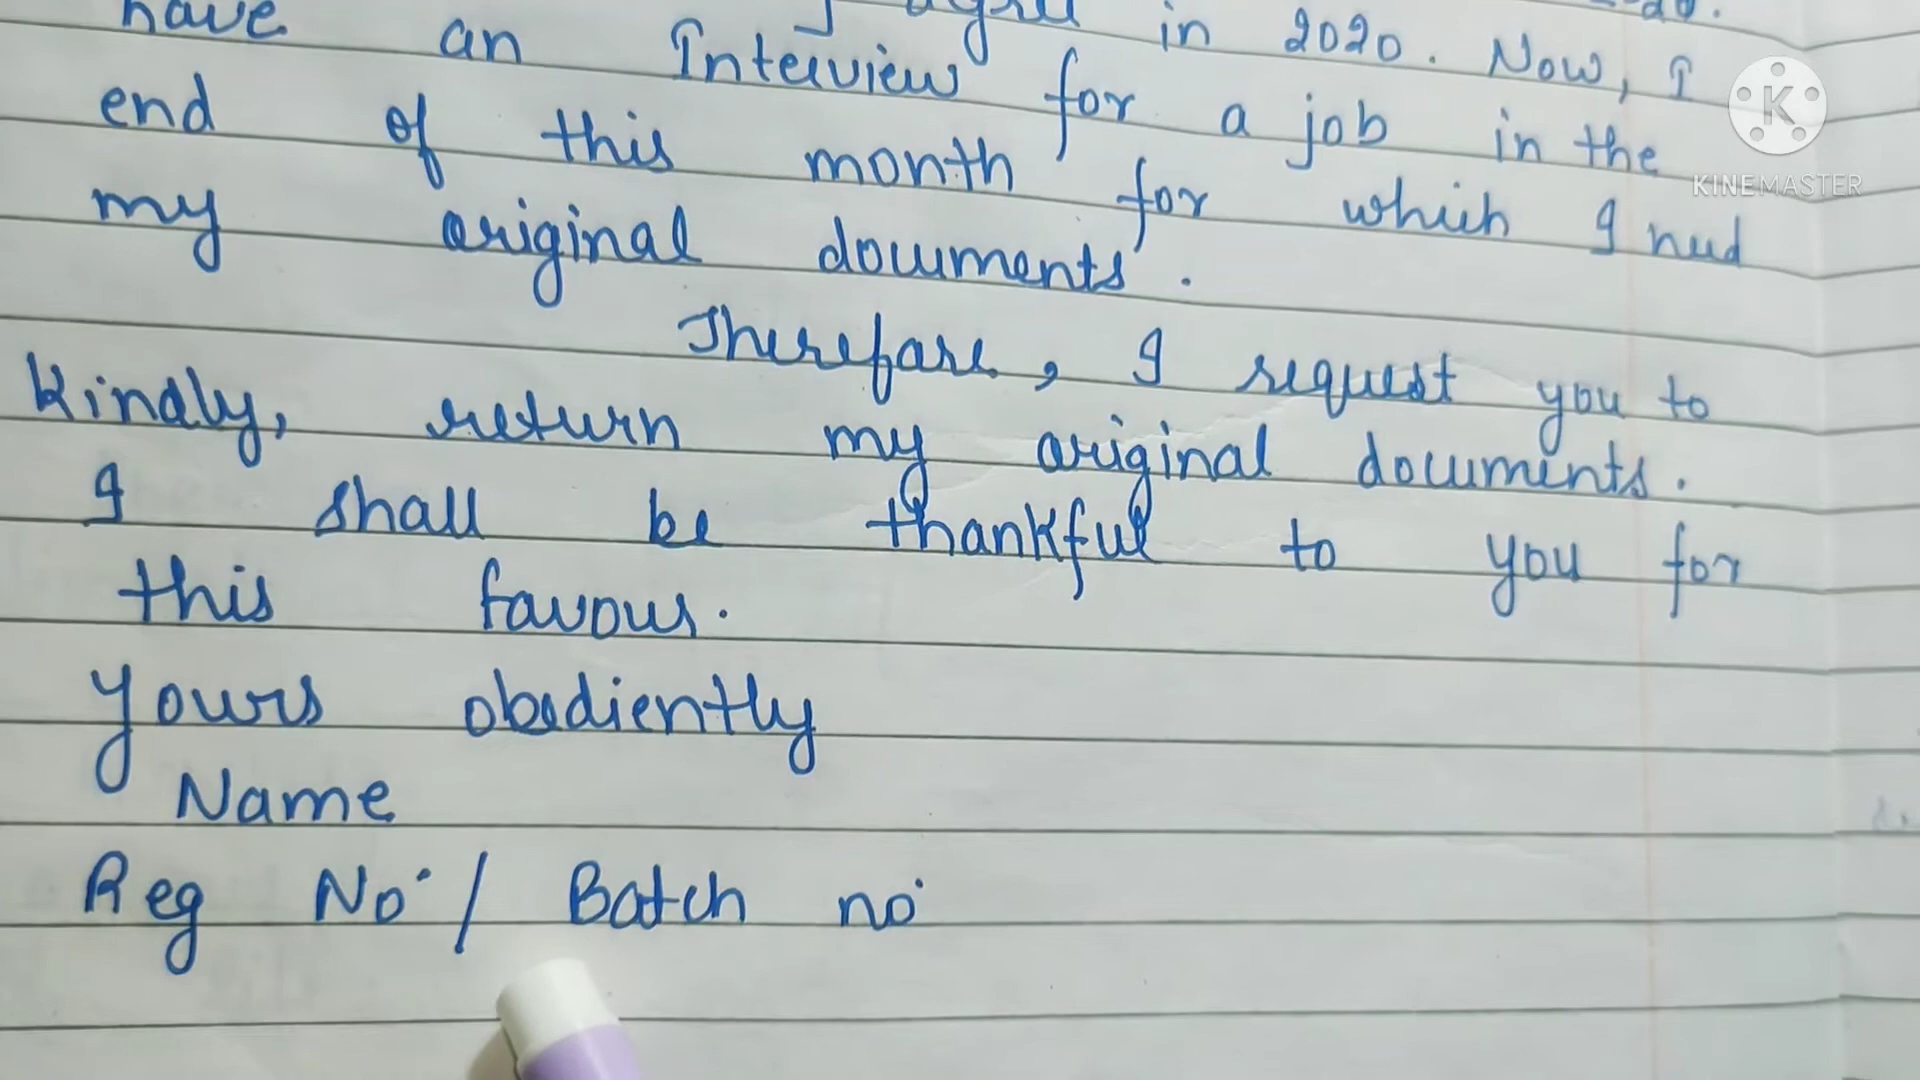 in 2020. Now, I
have an Interview for a job in the
end of this month for which I need
my original documents.
Therefore, I request you to
Kindly, return my original documents.
I shall be thankful to you for
this favour.
Yours obediently
Name
Reg No. / Batch no.
K
KINEMASTER